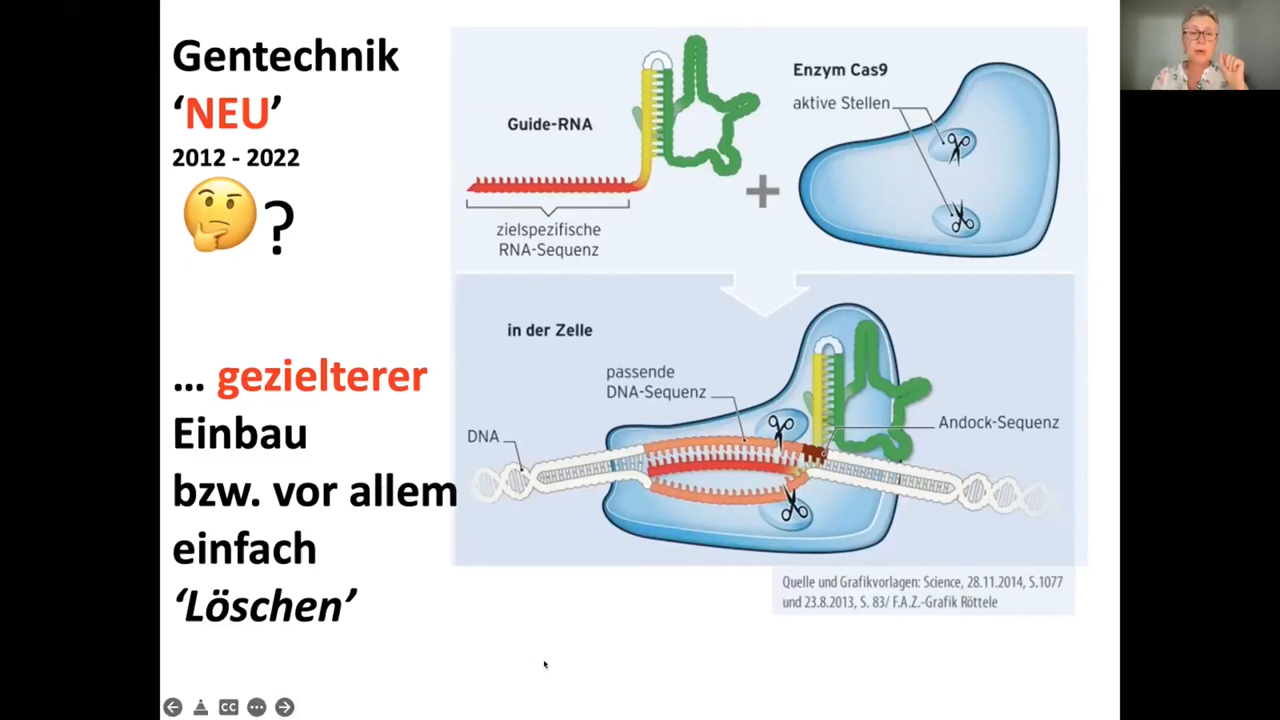 Gentechnik
‘NEU’
2012 - 2022
?
... gezielterer
Einbau
bzw. vor allem
einfach
‘Löschen’
Guide-RNA
zielspezifische
RNA-Sequenz
+
Enzym Cas9
aktive Stellen
in der Zelle
passende
DNA-Sequenz
DNA
Andock-Sequenz
Quelle und Grafikvorlagen: Science, 28.11.2014, S.1077
und 23.8.2013, S. 83/ F.A.Z.-Grafik Röttele
CC